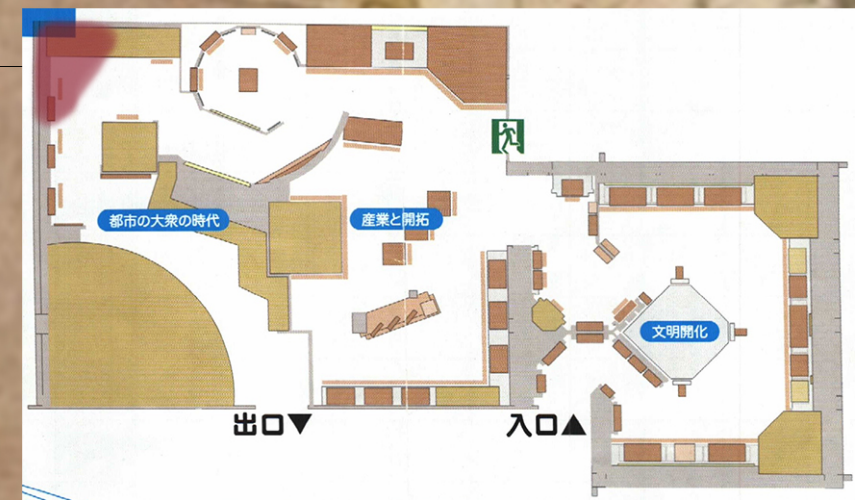 都市の大衆の時代
産業と開拓
文明開化
出口▼
入口▲